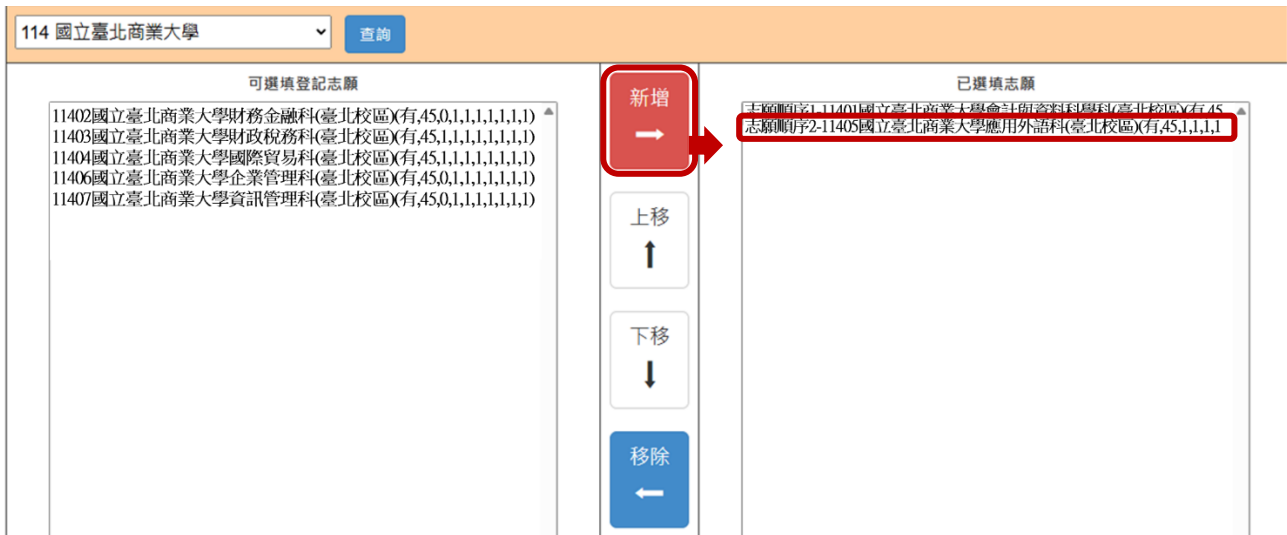 114 國立臺北商業大學
查詢
可選填登記志願
11402國立臺北商業大學財務金融科(臺北校區)(有,45,0,1,1,1,1,1,1,1)
11403國立臺北商業大學財政稅務科(臺北校區)(有,45,1,1,1,1,1,1,1)
11404國立臺北商業大學國際貿易科(臺北校區)(有,45,1,1,1,1,1,1,1)
11406國立臺北商業大學企業管理科(臺北校區)(有,45,0,1,1,1,1,1,1,1)
11407國立臺北商業大學資訊管理科(臺北校區)(有,45,0,1,1,1,1,1,1,1)
新增
上移
下移
移除
已選填志願
志願順序1-11401國立臺北商業大學會計與資料科學科(臺北校區)(有,45
志願順序2-11405國立臺北商業大學應用外語科(臺北校區)(有,45,1,1,1,1